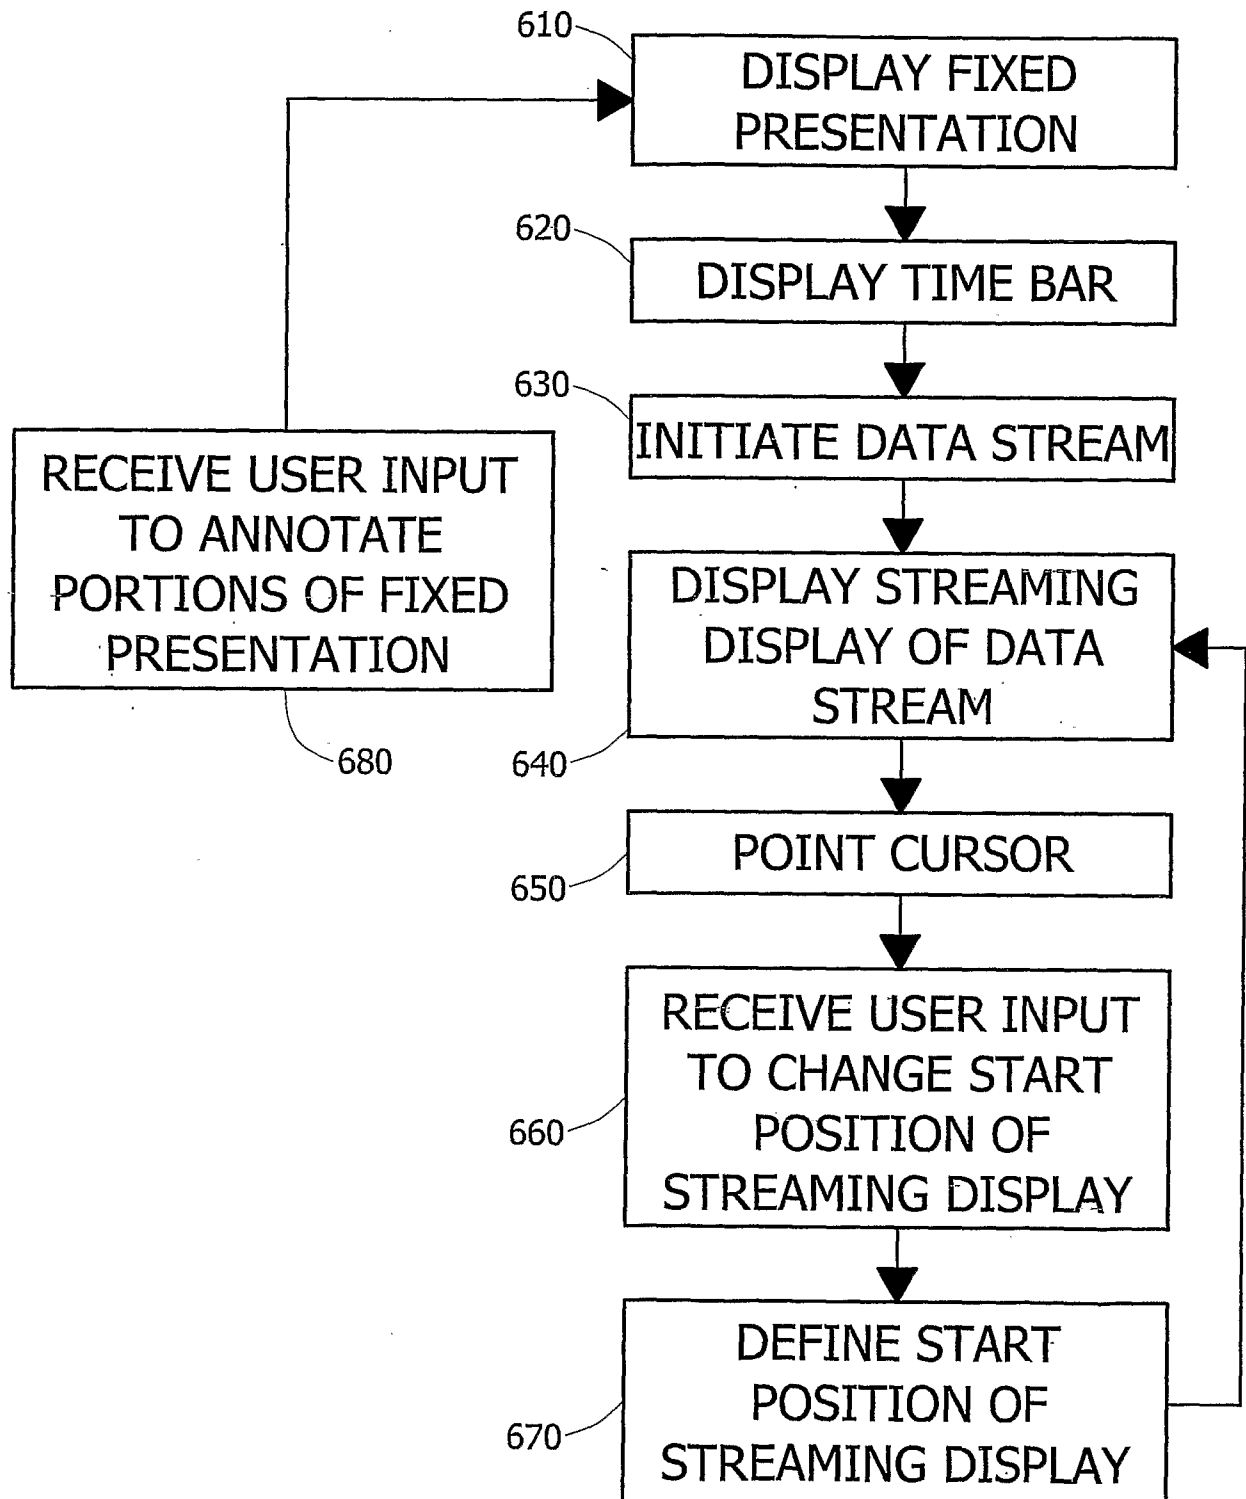 610
DISPLAY FIXED
PRESENTATION
620
DISPLAY TIME BAR
630
INITIATE DATA STREAM
RECEIVE USER INPUT
TO ANNOTATE
PORTIONS OF FIXED
PRESENTATION
680
DISPLAY STREAMING
DISPLAY OF DATA
STREAM
640
POINT CURSOR
650
RECEIVE USER INPUT
TO CHANGE START
POSITION OF
STREAMING DISPLAY
660
DEFINE START
POSITION OF
STREAMING DISPLAY
670